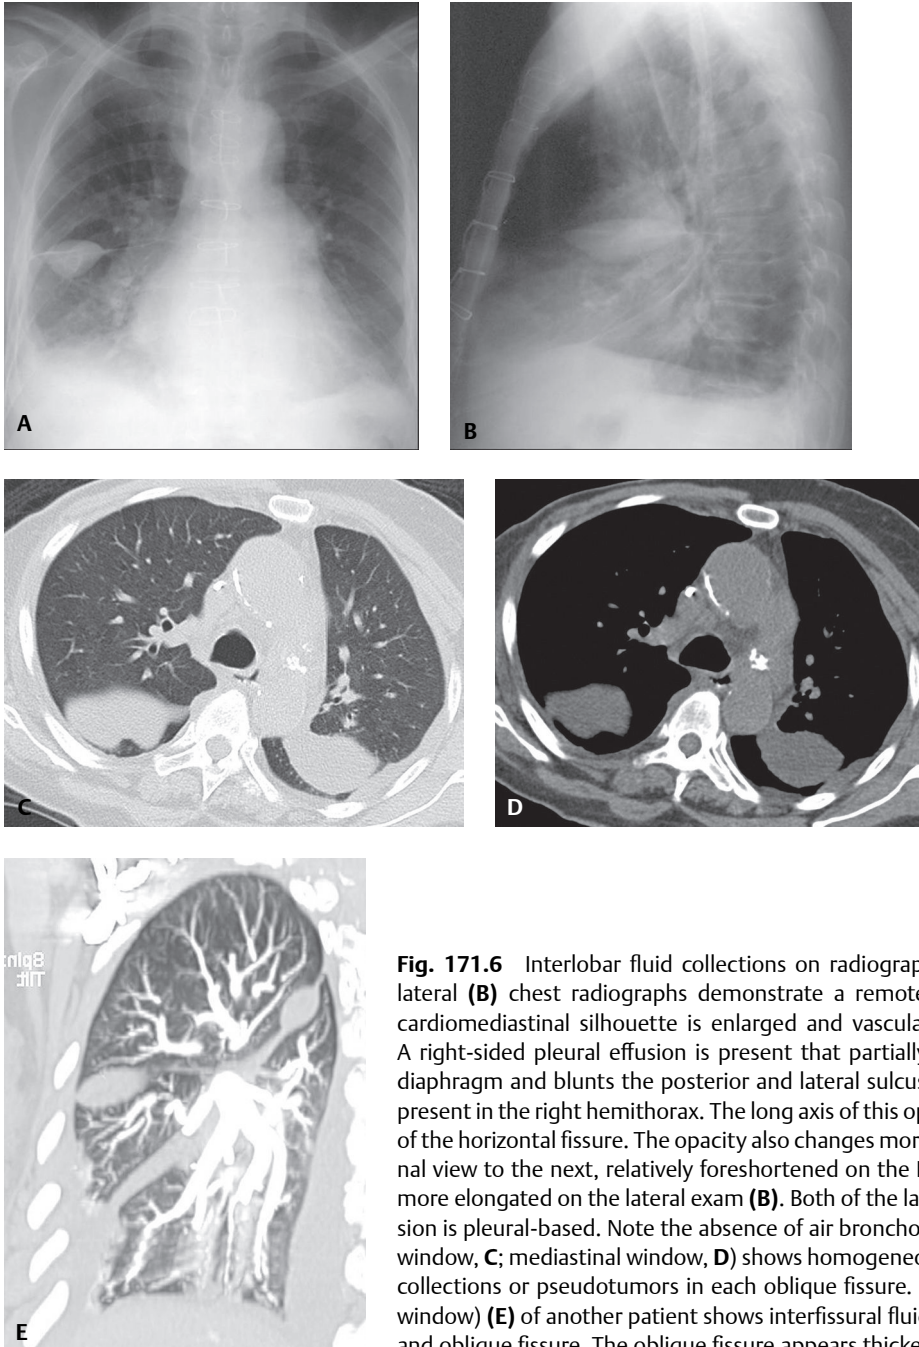 A
B
C
D
E
Fig. 171.6 Interlobar fluid collections on radiograp
lateral (B) chest radiographs demonstrate a remote
cardiomediastinal silhouette is enlarged and vascula
A right-sided pleural effusion is present that partially
diaphragm and blunts the posterior and lateral sulcus
present in the right hemithorax. The long axis of this op
of the horizontal fissure. The opacity also changes mor
nal view to the next, relatively foreshortened on the
more elongated on the lateral exam (B). Both of the la
sion is pleural-based. Note the absence of air broncho
window, C; mediastinal window, D) shows homogeneo
collections or pseudotumors in each oblique fissure.
window) (E) of another patient shows interfissural flui
and oblique fissure. The oblique fissure appears thicke